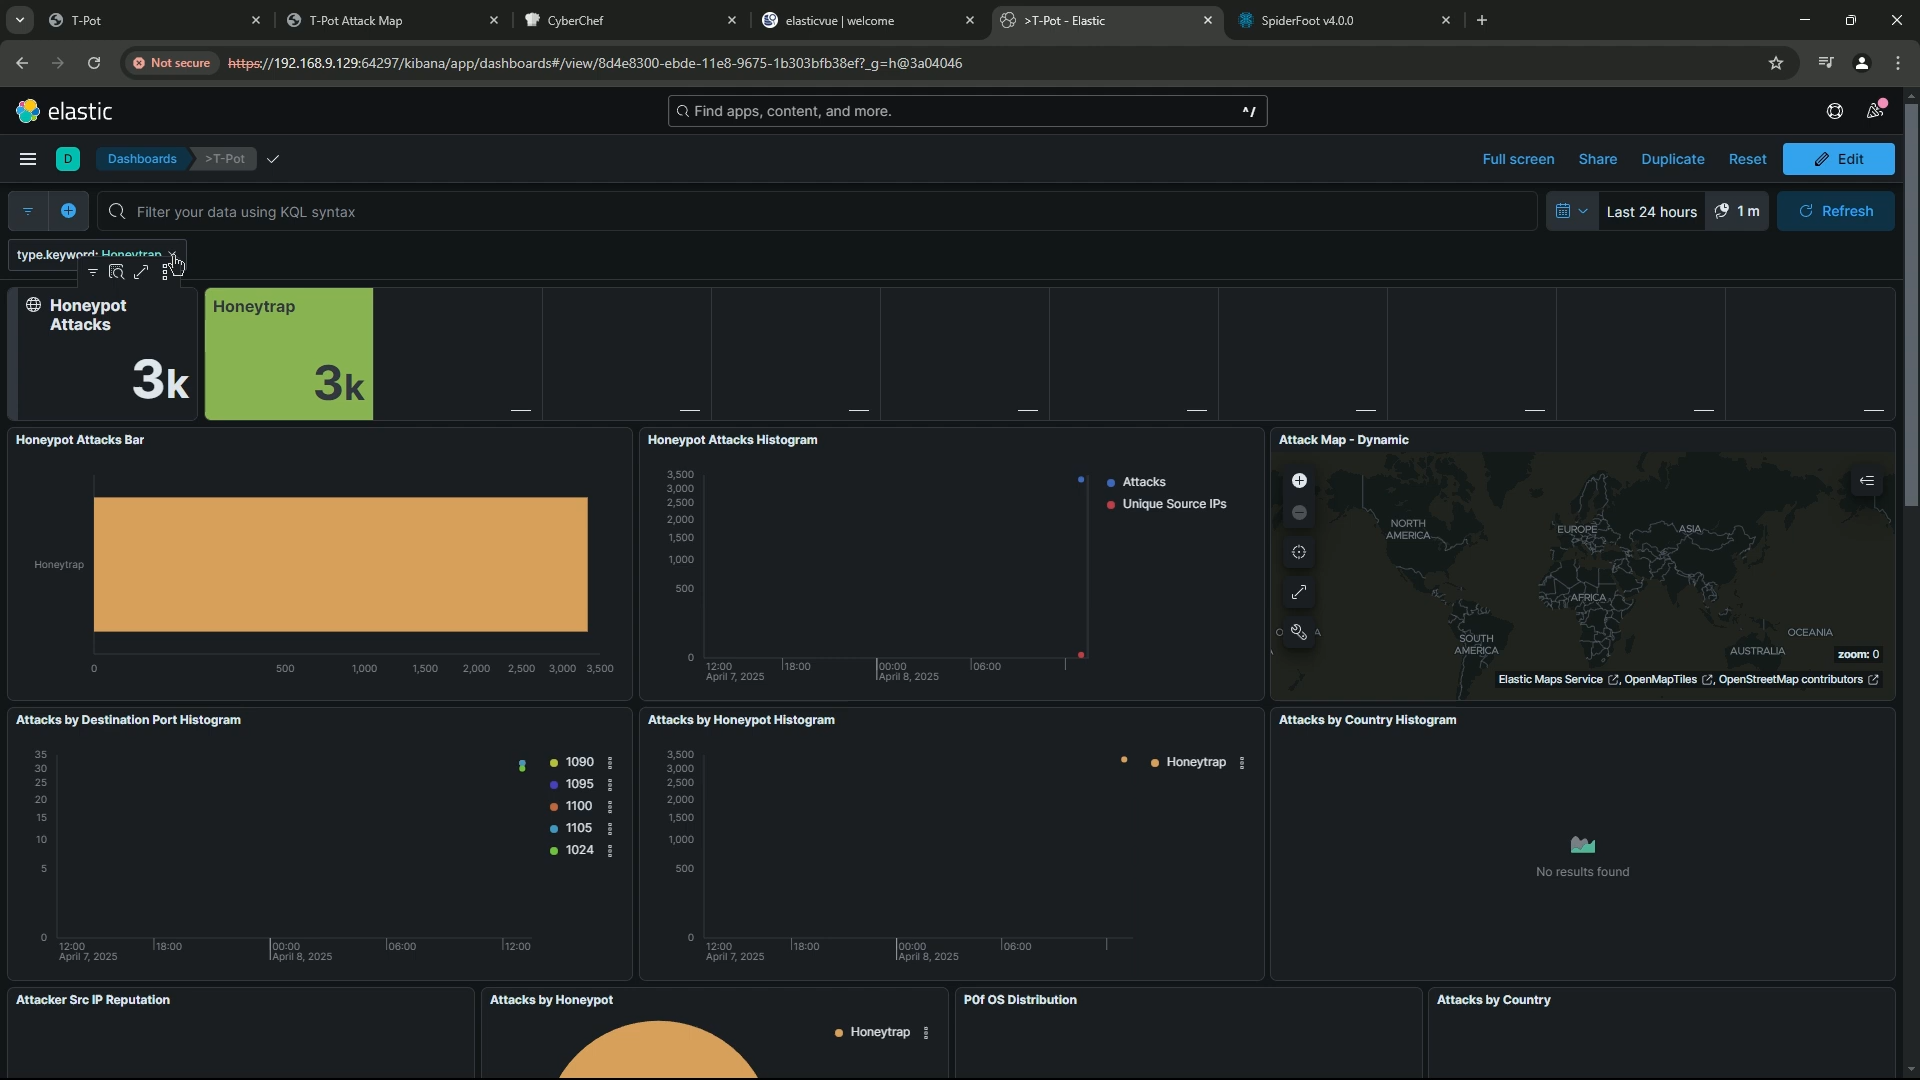 T-Pot
T-Pot Attack Map
CyberChef
elasticvue | welcome
>T-Pot - Elastic
SpiderFoot v4.0.0
Not secure
https://192.168.9.129:64297/kibana/app/dashboards#/view/8d4e8300-ebde-11e8-9675-1b303bfb38ef?_g=h@3a04046
elastic
Find apps, content, and more.
^/
D
Dashboards
>T-Pot
Full screen
Share
Duplicate
Reset
Edit
Filter your data using KQL syntax
Last 24 hours
1 m
Refresh
type.keyword: Honeytrap
Honeypot
Attacks
3k
Honeytrap
3k
Honeypot Attacks Bar
Honeytrap
0 500 1,000 1,500 2,000 2,500 3,000 3,500
Honeypot Attacks Histogram
3,500
3,000
2,500
2,000
1,500
1,000
500
0
12:00 18:00 00:00 06:00
April 7, 2025 April 8, 2025
Attacks
Unique Source IPs
Attack Map - Dynamic
NORTH
AMERICA
EUROPE
ASIA
AFRICA
SOUTH
AMERICA
OCEANIA
AUSTRALIA
zoom: 0
Elastic Maps Service , OpenMapTiles , OpenStreetMap contributors
Attacks by Destination Port Histogram
35
30
25
20
15
10
5
0
12:00 18:00 00:00 06:00 12:00
April 7, 2025 April 8, 2025
1090
1095
1100
1105
1024
Attacks by Honeypot Histogram
3,500
3,000
2,500
2,000
1,500
1,000
500
0
12:00 18:00 00:00 06:00
April 7, 2025 April 8, 2025
Honeytrap
Attacks by Country Histogram
No results found
Attacker Src IP Reputation
Attacks by Honeypot
Honeytrap
P0f OS Distribution
Attacks by Country